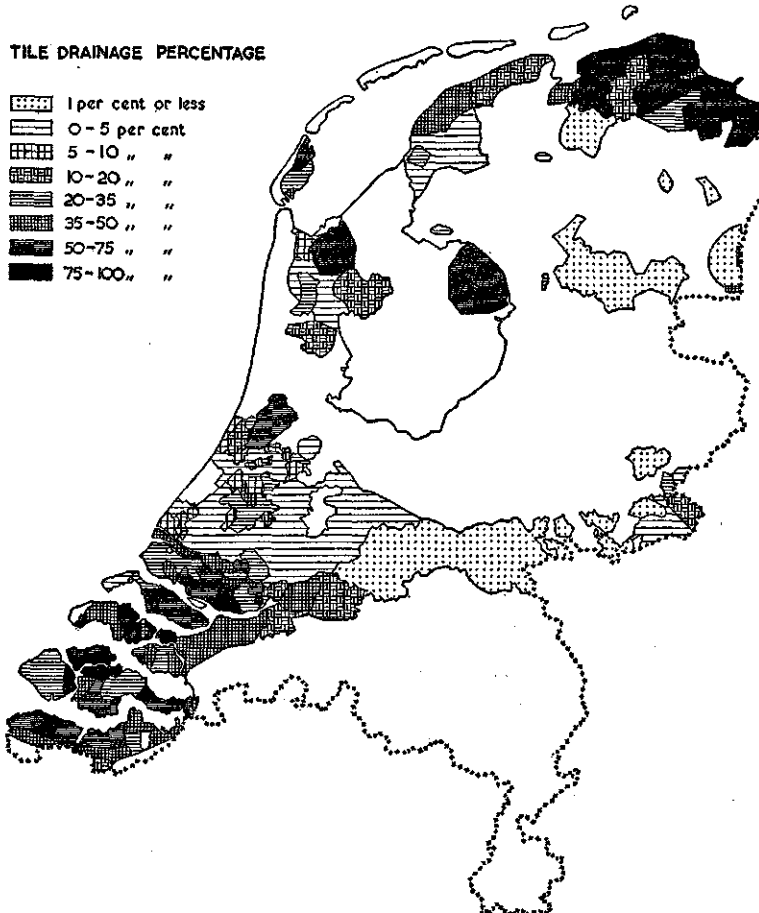 TILE DRAINAGE PERCENTAGE
1 per cent or less
0-5 per cent
5-10 „ „
10-20 „ „
20-35 „ „
35-50 „ „
50-75 „ „
75-100 „ „